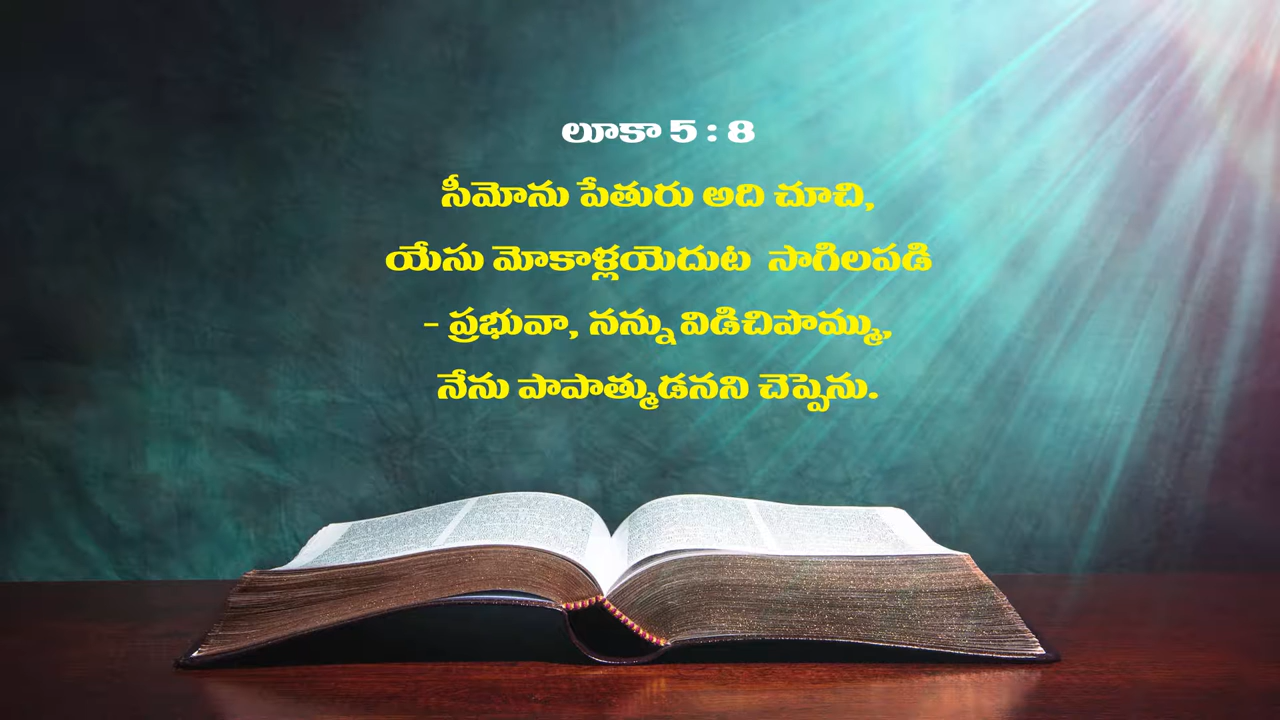 లూకా 5 : 8
సీమోను పేతురు అది చూచి,
యేసు మోకాళ్లయెదుట సాగిలపడి
- ప్రభువా, నన్ను విడిచిపొమ్ము,
నేను పాపాత్ముడనని చెప్పెను.